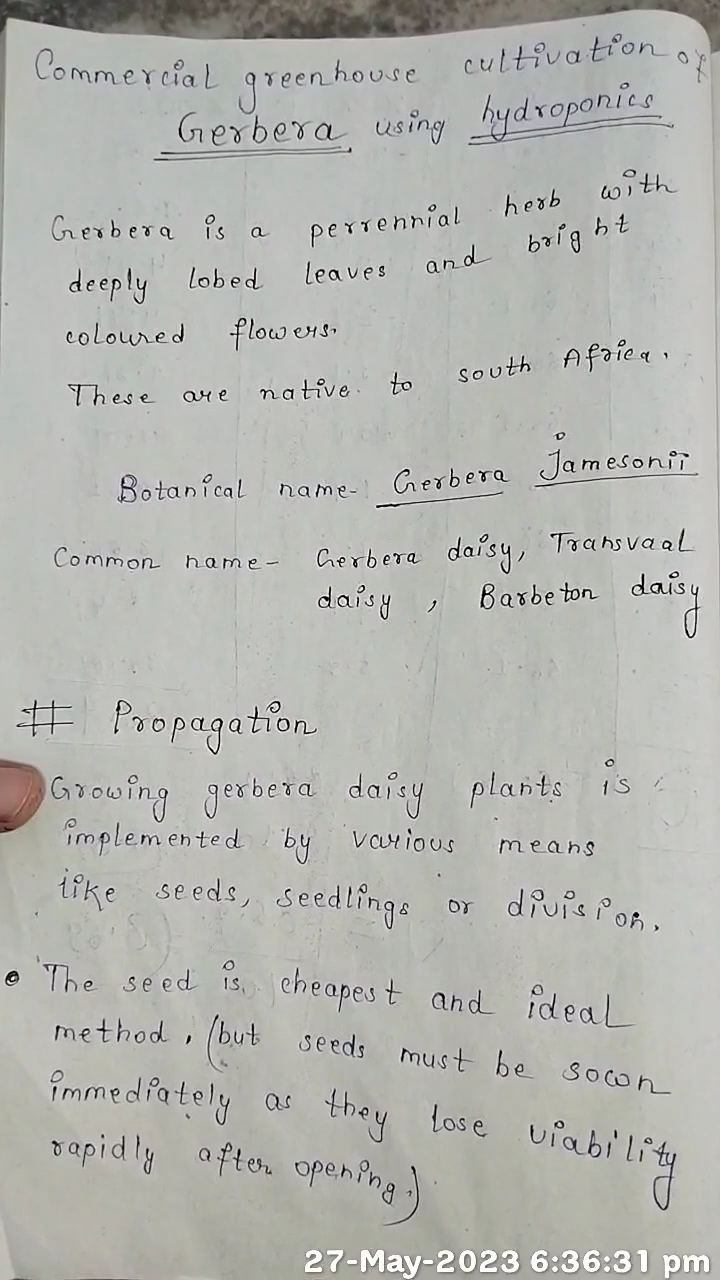 Commercial greenhouse cultivation of
Gerbera using hydroponics
Gerbera is a perrennial herb with
deeply lobed leaves and bright
coloured flowers.
These are native to south Africa.
Botanical name- Gerbera Jamesonii
Common name- Gerbera daisy, Transvaal
daisy, Barbeton daisy
# Propagation
Growing gerbera daisy plants is
implemented by various means
like seeds, seedlings or division.
• The seed is cheapest and ideal
method. (but seeds must be sown
immediately as they lose viability
rapidly after opening.)
27-May-2023 6:36:31 pm